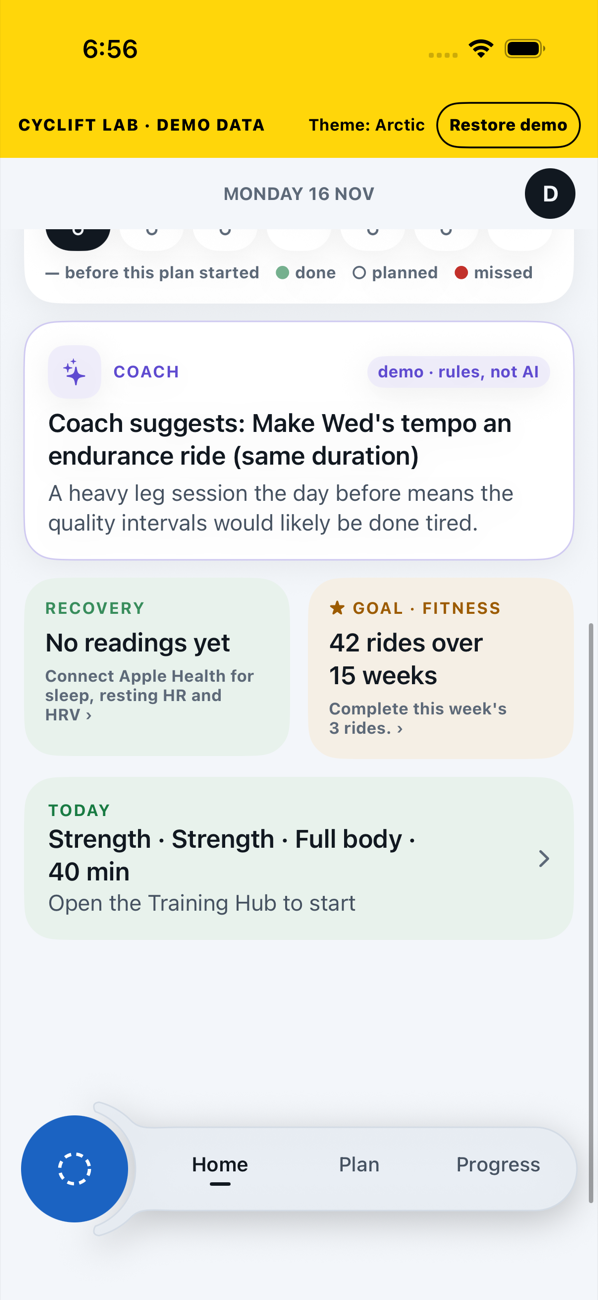 6:56
CYCLIFT LAB · DEMO DATA
Theme: Arctic
Restore demo
MONDAY 16 NOV
D
— before this plan started
done
planned
missed
COACH
demo · rules, not AI
Coach suggests: Make Wed's tempo an
endurance ride (same duration)
A heavy leg session the day before means the
quality intervals would likely be done tired.
RECOVERY
No readings yet
Connect Apple Health for
sleep, resting HR and
HRV ›
★ GOAL · FITNESS
42 rides over
15 weeks
Complete this week's
3 rides. ›
TODAY
Strength · Strength · Full body ·
40 min
Open the Training Hub to start
Home
Plan
Progress